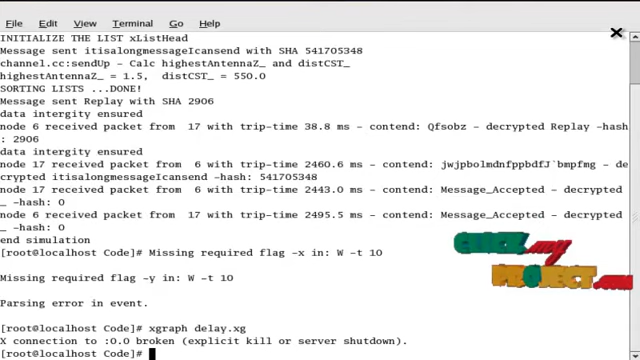 File Edit View Terminal Go Help
INITIALIZE THE LIST xListHead
Message sent itisalongmessageIcansend with SHA 541705348
channel.cc:sendUp - Calc highestAntennaZ_ and distCST_
highestAntennaZ_ = 1.5, distCST_ = 550.0
SORTING LISTS ...DONE!
Message sent Replay with SHA 2906
data intergity ensured
node 6 received packet from 17 with trip-time 38.8 ms - contend: Qfsobz - decrypted Replay -hash
: 2906
data intergity ensured
node 17 received packet from 6 with trip-time 2460.6 ms - contend: jwjpbolmdnfppbdfJ`bmpfmg - de
crypted itisalongmessageIcansend -hash: 541705348
node 17 received packet from 6 with trip-time 2443.0 ms - contend: Message_Accepted - decrypted
_ -hash: 0
node 6 received packet from 17 with trip-time 2495.5 ms - contend: Message_Accepted - decrypted
_ -hash: 0
end simulation
[root@localhost Code]# Missing required flag -x in: W -t 10
Missing required flag -y in: W -t 10
Parsing error in event.
[root@localhost Code]# xgraph delay.xg
X connection to :0.0 broken (explicit kill or server shutdown).
[root@localhost Code]#
CLICK.my
PROJECT.com